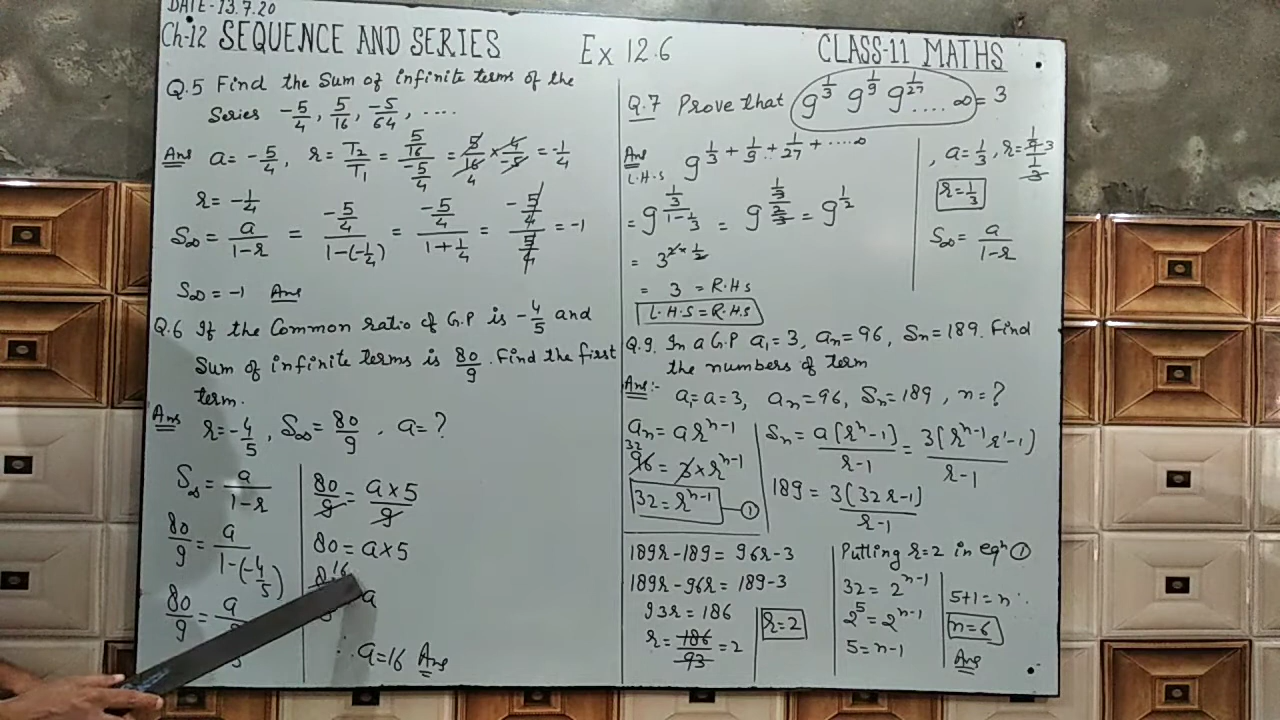 DATE-13.7.20
Ch-12 SEQUENCE AND SERIES Ex 12.6 CLASS-11 MATHS
Q.5 Find the Sum of infinite terms of the
Series -5/4, 5/16, -5/64, ....
Ans a = -5/4, r = T2/T1 = (5/16)/(-5/4) = 5/16 × 4/-5 = -1/4
r = -1/4
S∞ = a/(1-r) = (-5/4)/(1-(-1/4)) = (-5/4)/(1+1/4) = (-5/4)/(5/4) = -1
S∞ = -1 Ans
Q.6 If the Common ratio of G.P is -4/5 and
Sum of infinite terms is 80/9. Find the first
term.
Ans r = -4/5, S∞ = 80/9, a = ?
S∞ = a/(1-r)
80/9 = a/(1-(-4/5))
80/9 = a/
80/9 = a×5/9
80 = a×5
16
a
∴ a = 16 Ans
Q.7 Prove that 9^(1/3) 9^(1/9) 9^(1/27) .... ∞ = 3
Ans
L.H.S 9^(1/3 + 1/9 + 1/27 + .....∞)
, a = 1/3, r = (1/9)/(1/3) 3
r = 1/3
S∞ = a/(1-r)
= 9^((1/3)/(1-1/3)) = 9^((1/3)/(2/3)) = 9^(1/2)
= 3^(2×1/2)
= 3 = R.H.S
L.H.S = R.H.S
Q.9. In a G.P a1 = 3, an = 96, Sn = 189. Find
the numbers of term
Ans:- a1 = a = 3, an = 96, Sn = 189, n = ?
an = ar^(n-1)
32
96 = 3×r^(n-1)
32 = r^(n-1) — ①
Sn = a(r^n-1)/(r-1) = 3(r^(n-1) r^1-1)/(r-1)
189 = 3(32r-1)/(r-1)
189r-189 = 96r-3
189r-96r = 189-3
93r = 186
r = 186/93 = 2
r = 2
Putting r=2 in eqn ①
32 = 2^(n-1)
2^5 = 2^(n-1)
5 = n-1
5+1 = n
n = 6
Ans